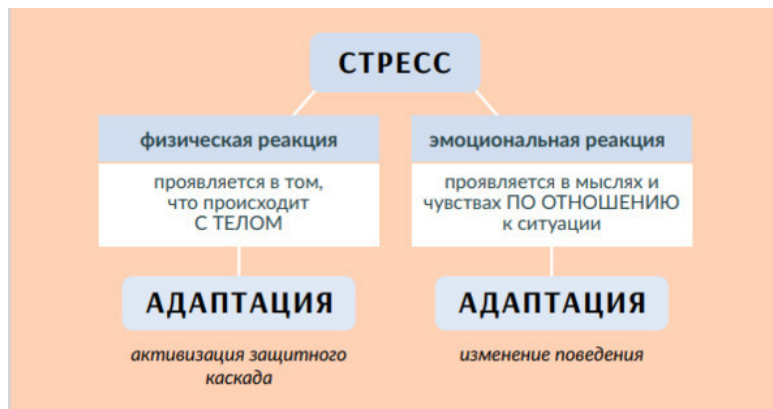 СТРЕСС
физическая реакция
проявляется в том,
что происходит
С ТЕЛОМ
АДАПТАЦИЯ
активизация защитного
каскада
эмоциональная реакция
проявляется в мыслях и
чувствах ПО ОТНОШЕНИЮ
к ситуации
АДАПТАЦИЯ
изменение поведения